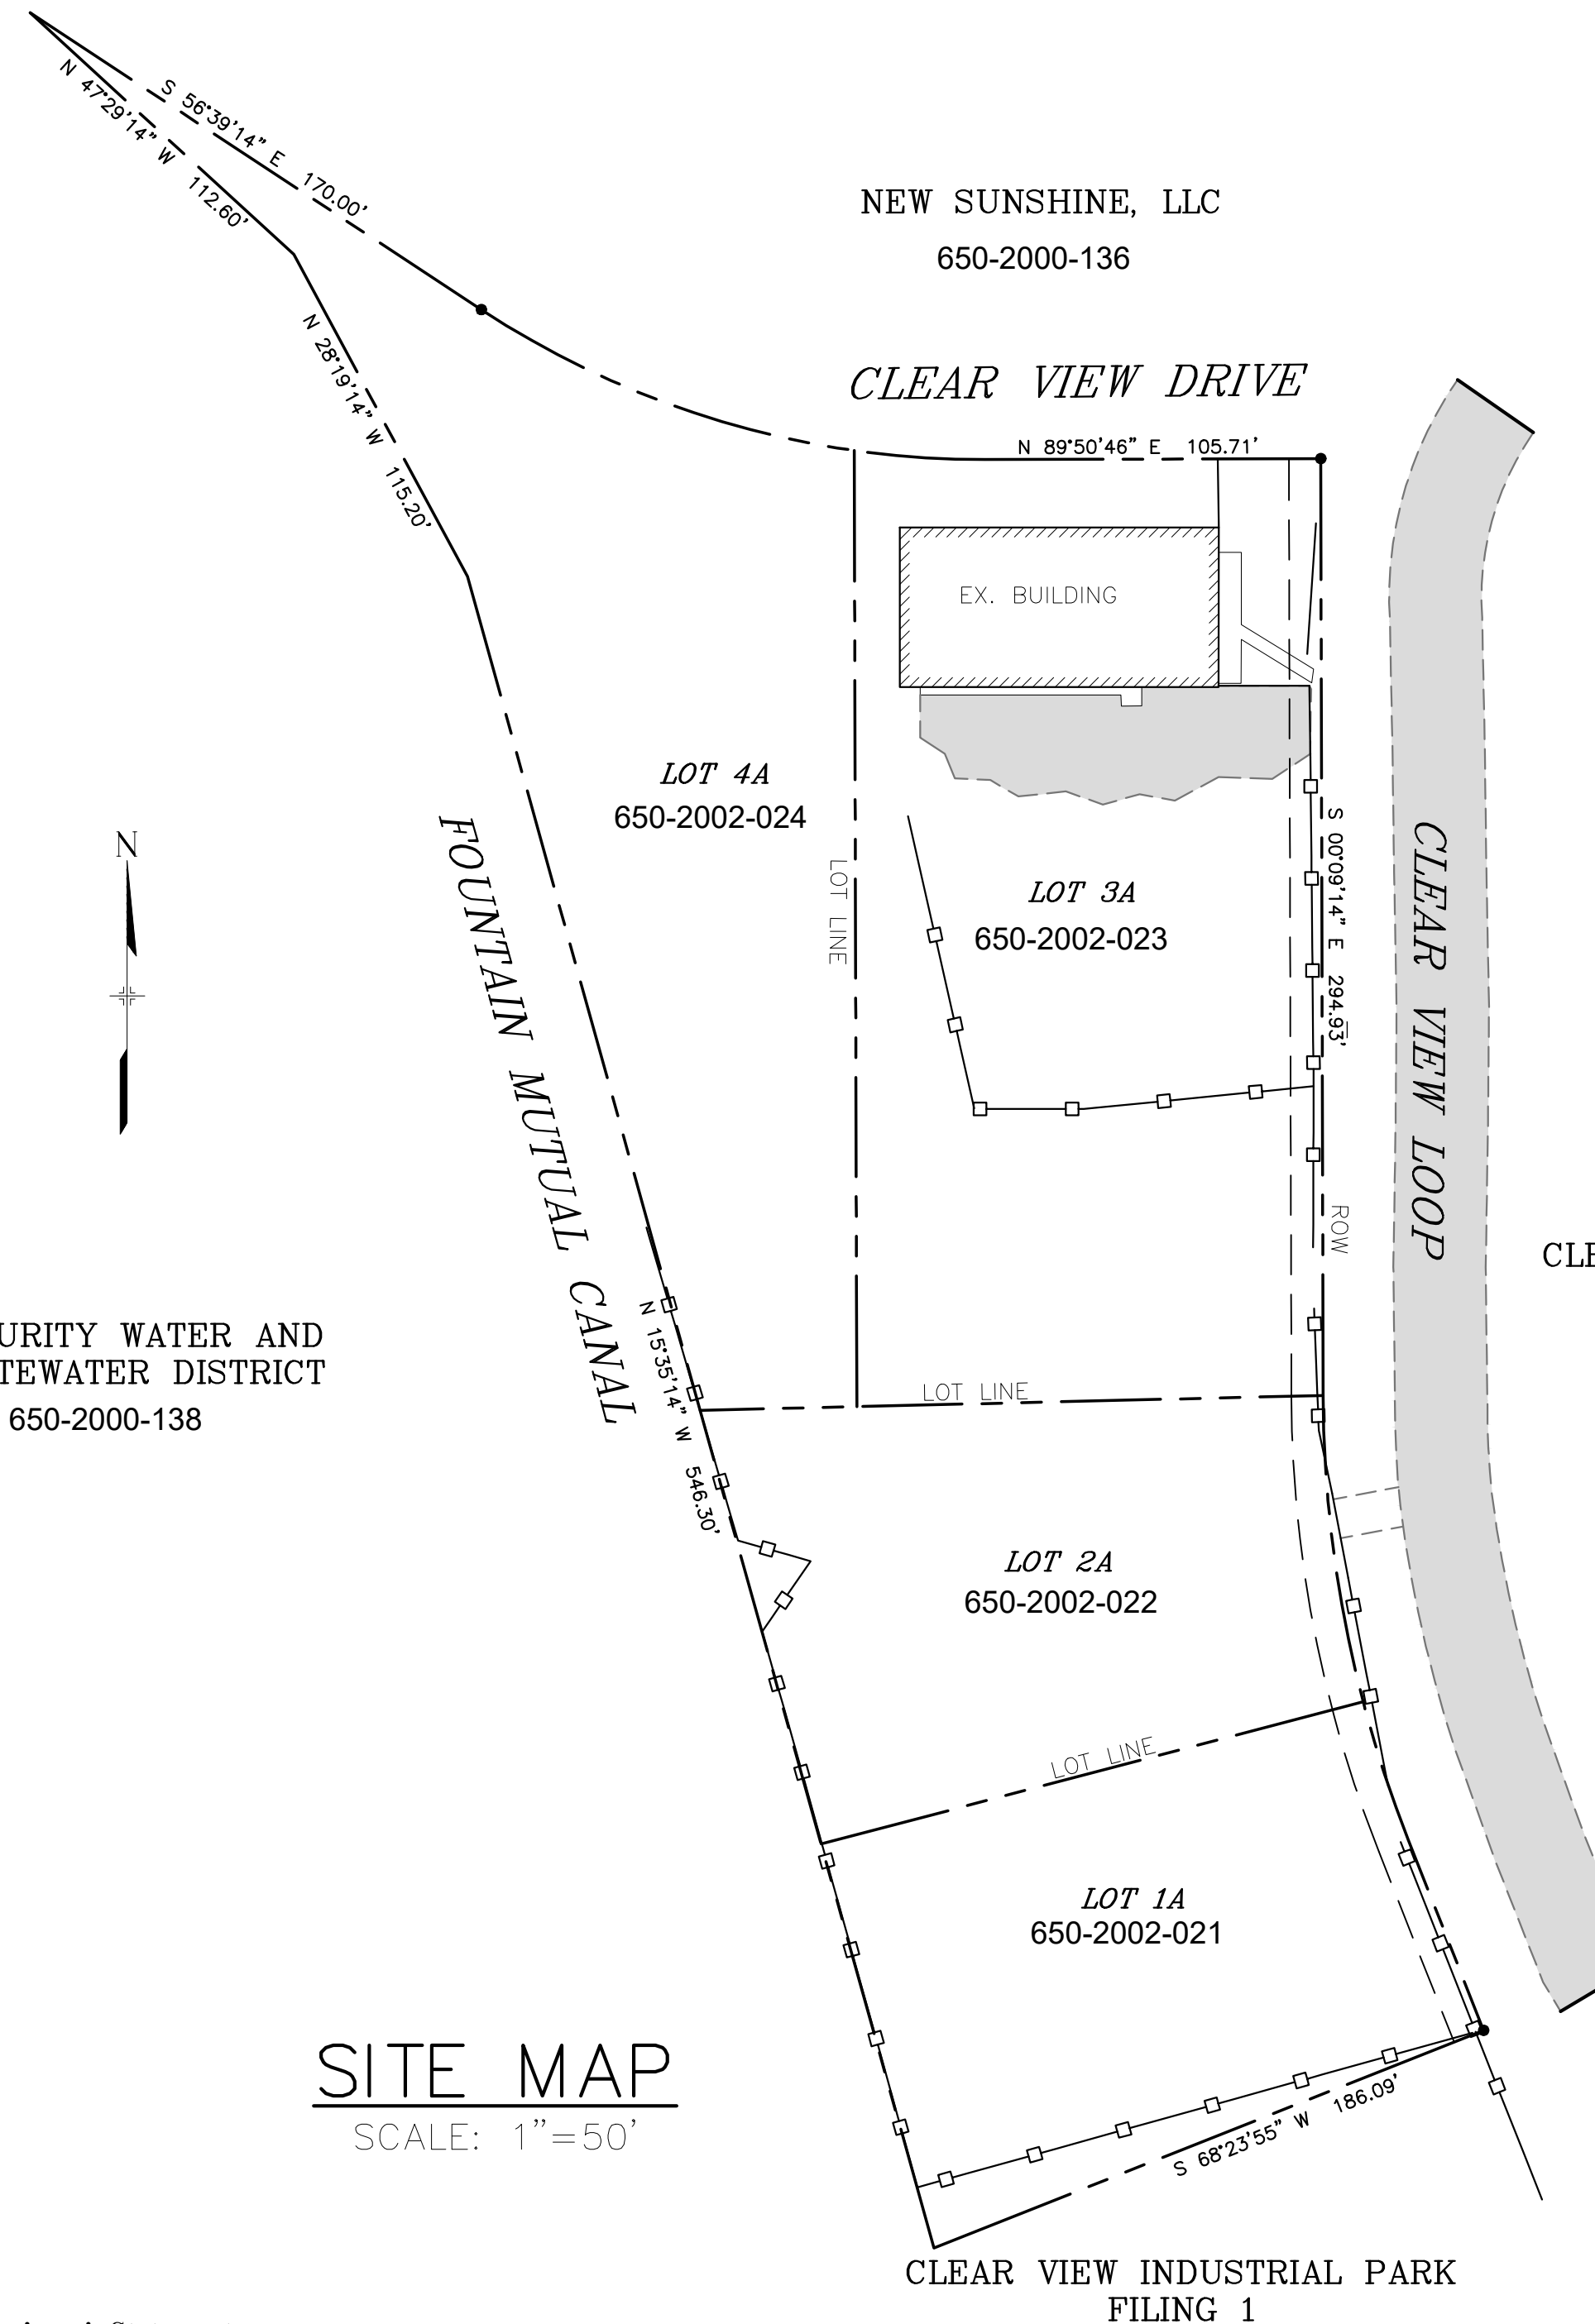 S 56°39'14" E 170.00'
N 47°29'14" W 112.60'
NEW SUNSHINE, LLC
650-2000-136
N 28°19'14" W 115.20'
CLEAR VIEW DRIVE
N 89°50'46" E 105.71'
EX. BUILDING
LOT 4A
650-2002-024
LOT LINE
LOT 3A
650-2002-023
S 00°09'14" E 294.93'
CLEAR VIEW LOOP
N
FOUNTAIN MUTUAL CANAL
ROW
CLE
URITY WATER AND
TEWATER DISTRICT
650-2000-138
N 15°35'14" W 546.30'
LOT LINE
LOT 2A
650-2002-022
LOT LINE
LOT 1A
650-2002-021
SITE MAP
SCALE: 1"=50'
S 68°23'55" W 186.09'
CLEAR VIEW INDUSTRIAL PARK
FILING 1